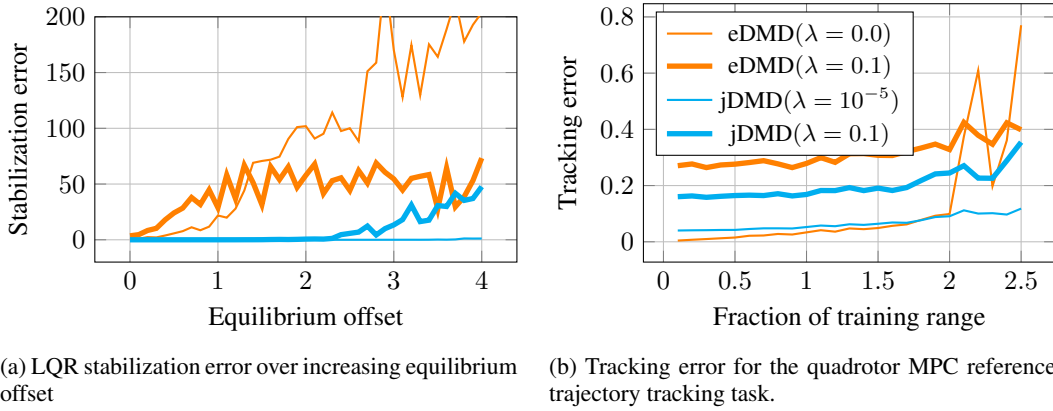 200
150
100
50
0
Stabilization error
0
1
2
3
4
Equilibrium offset
0.8
0.6
0.4
0.2
0
Tracking error
eDMD(λ = 0.0)
eDMD(λ = 0.1)
jDMD(λ = 10⁻⁵)
jDMD(λ = 0.1)
0
0.5
1
1.5
2
2.5
Fraction of training range
(a) LQR stabilization error over increasing equilibrium
offset
(b) Tracking error for the quadrotor MPC reference
trajectory tracking task.